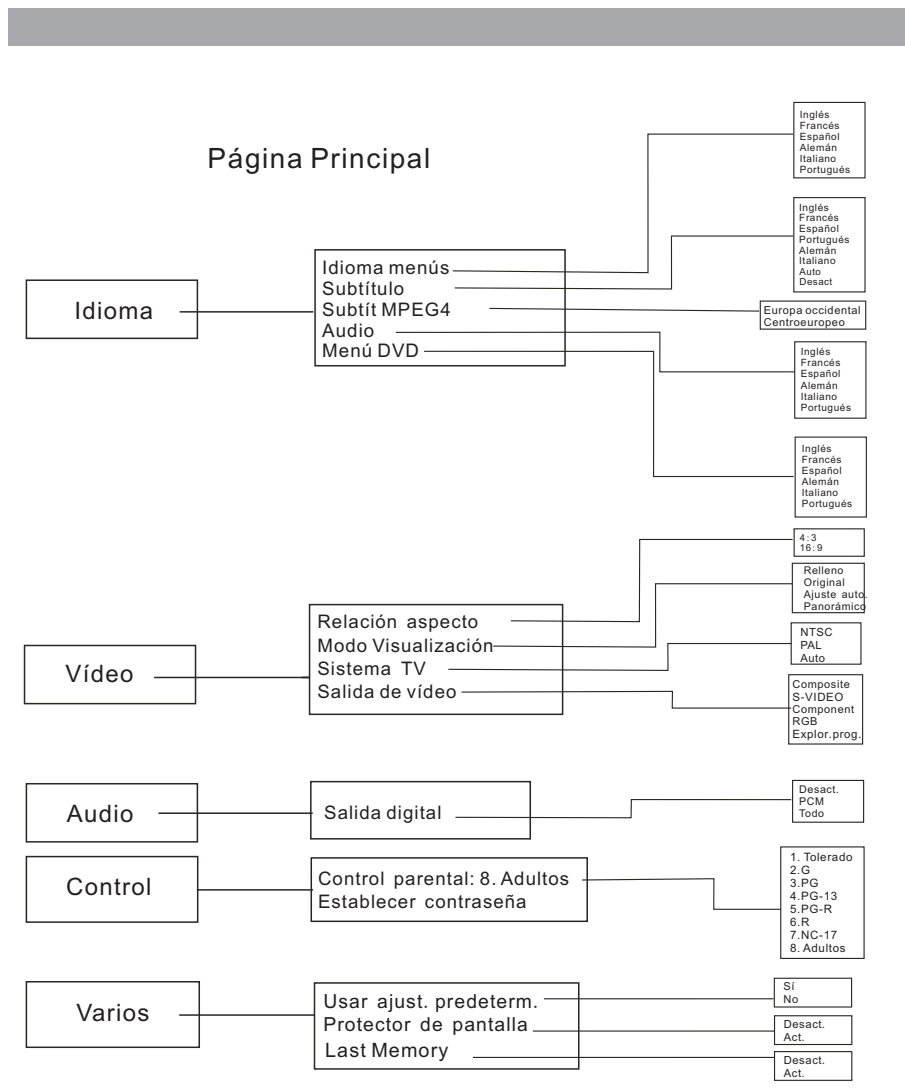 Página Principal
Idioma
Idioma menús
Subtítulo
Subtít MPEG4
Audio
Menú DVD
Inglés
Francés
Español
Alemán
Italiano
Portugués
Inglés
Francés
Español
Portugués
Alemán
Italiano
Auto
Desact
Europa occidental
Centroeuropeo
Inglés
Francés
Español
Alemán
Italiano
Portugués
Inglés
Francés
Español
Alemán
Italiano
Portugués
Vídeo
Relación aspecto
Modo Visualización
Sistema TV
Salida de vídeo
4:3
16:9
Relleno
Original
Ajuste auto.
Panorámico
NTSC
PAL
Auto
Composite
S-VIDEO
Component
RGB
Explor.prog.
Audio
Salida digital
Desact.
PCM
Todo
Control
Control parental: 8. Adultos
Establecer contraseña
1. Tolerado
2.G
3.PG
4.PG-13
5.PG-R
6.R
7.NC-17
8. Adultos
Varios
Usar ajust. predeterm.
Protector de pantalla
Last Memory
Sí
No
Desact.
Act.
Desact.
Act.